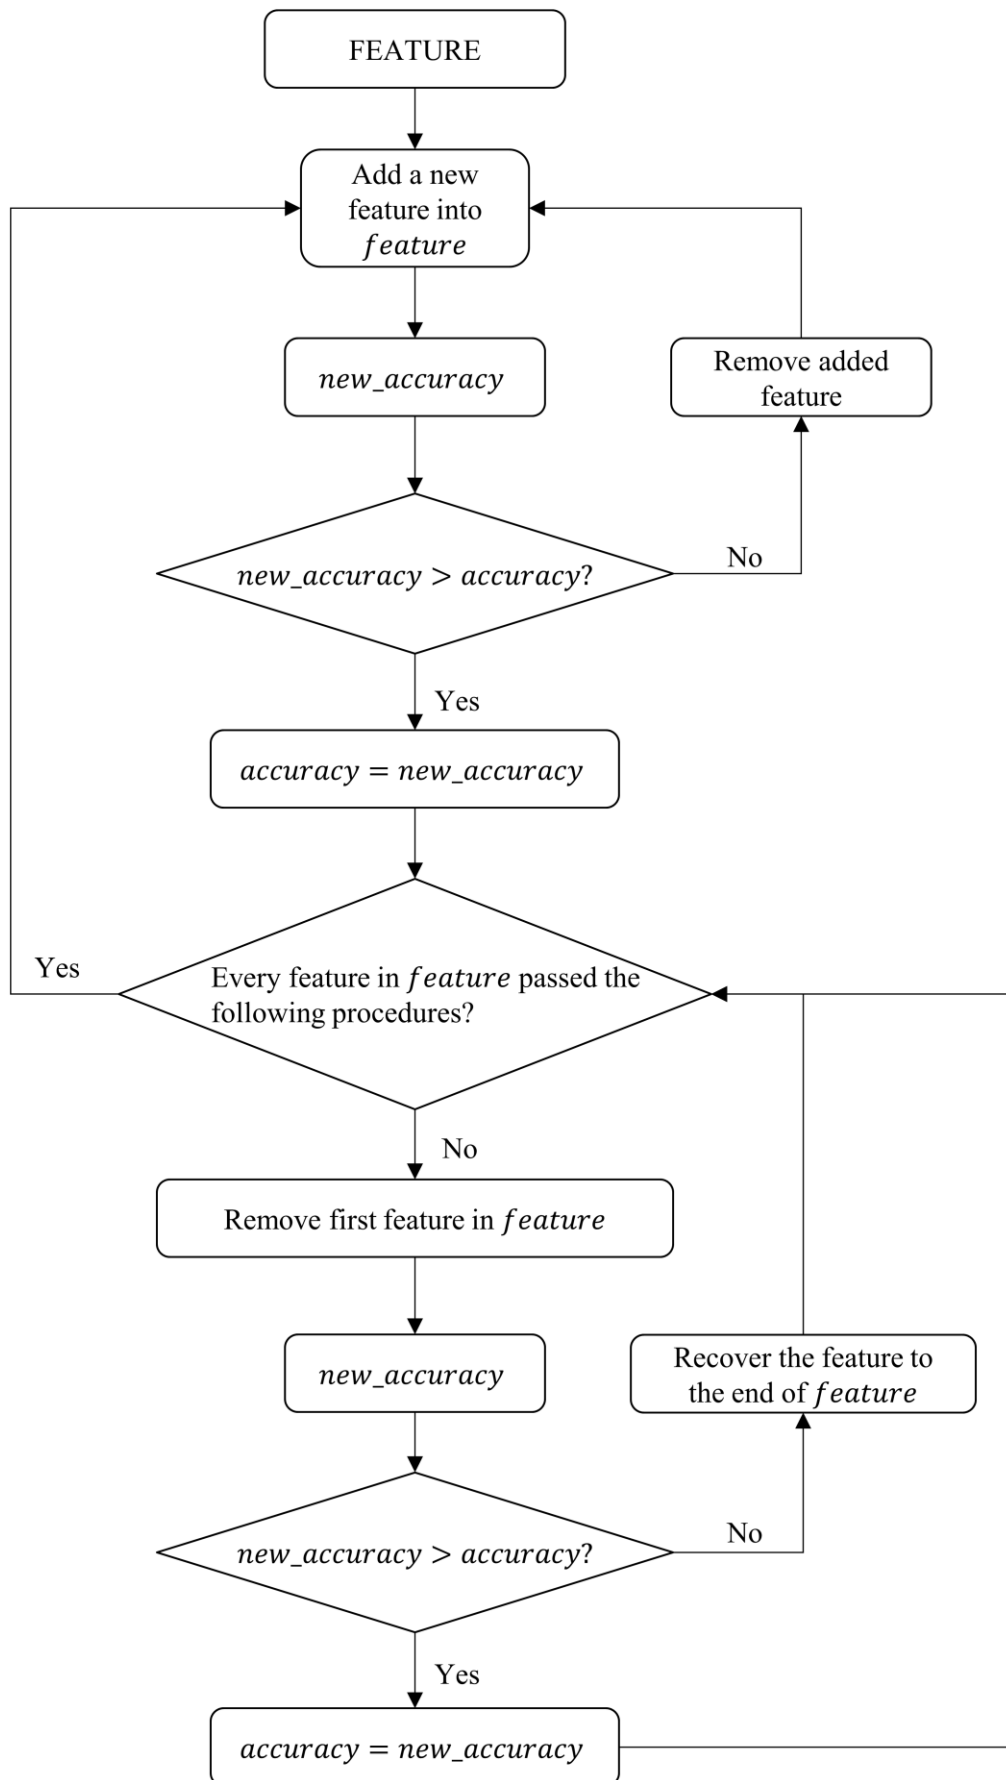 FEATURE
Add a new
feature into
feature
new_accuracy
Remove added
feature
new_accuracy > accuracy?
No
Yes
accuracy = new_accuracy
Yes
Every feature in feature passed the
following procedures?
No
Remove first feature in feature
new_accuracy
Recover the feature to
the end of feature
new_accuracy > accuracy?
No
Yes
accuracy = new_accuracy